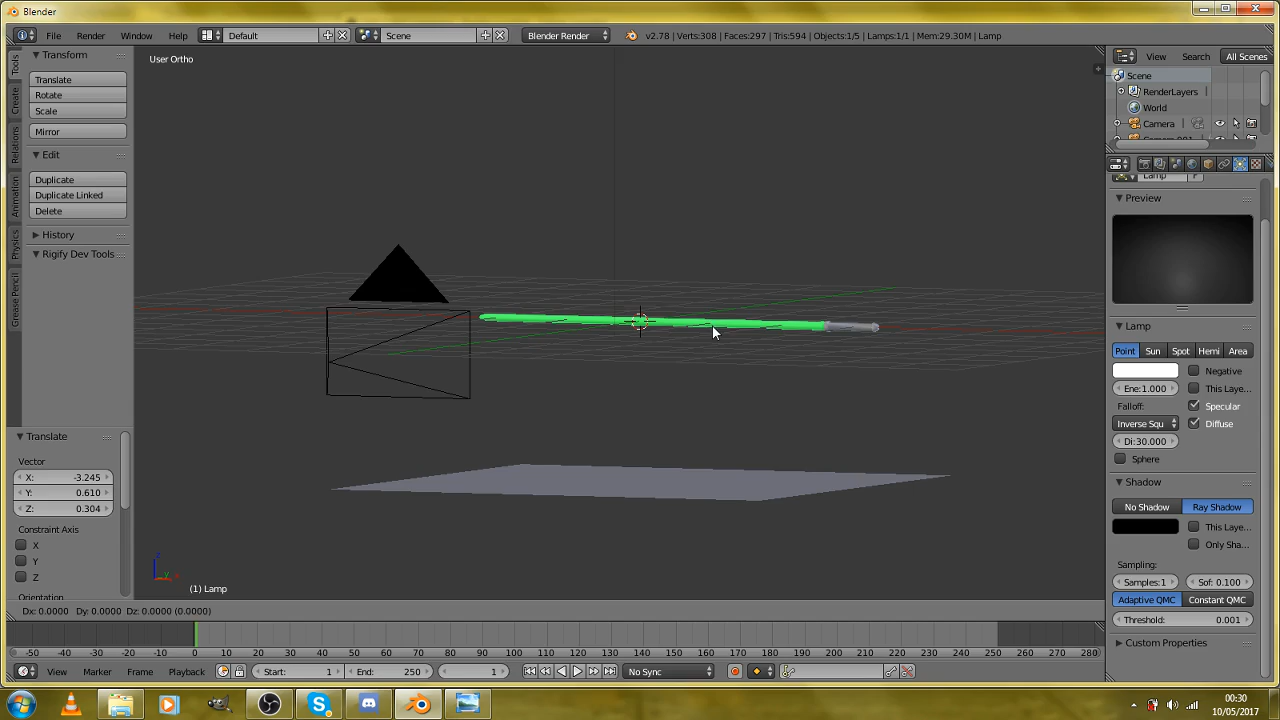 Blender
File Render Window Help Default Scene Blender Render v2.78 | Verts:308 | Faces:297 | Tris:594 | Objects:1/5 | Lamps:1/1 | Mem:29.30M | Lamp
Transform
Translate
Rotate
Scale
Mirror
Edit
Duplicate
Duplicate Linked
Delete
History
Rigify Dev Tools
Tools
Create
Relations
Animation
Physics
Grease Pencil
User Ortho
View Search All Scenes
Scene
RenderLayers
World
Camera
Lamp F
Preview
Lamp
Point Sun Spot Hemi Area
Negative
Ene:1.000 This Laye...
Falloff: Specular
Inverse Squ Diffuse
Di:30.000
Sphere
Shadow
No Shadow Ray Shadow
This Laye...
Only Sha...
Sampling:
Samples:1 Sof: 0.100
Adaptive QMC Constant QMC
Threshold: 0.001
Custom Properties
Translate
Vector
X: -3.245
Y: 0.610
Z: 0.304
Constraint Axis
X
Y
Z
Orientation
(1) Lamp
Dx: 0.0000 Dy: 0.0000 Dz: 0.0000 (0.0000)
-50 -40 -30 -20 -10 0 10 20 30 40 50 60 70 80 90 100 110 120 130 140 150 160 170 180 190 200 210 220 230 240 250 260 270 280
View Marker Frame Playback Start: 1 End: 250 1 No Sync
00:30
10/05/2017